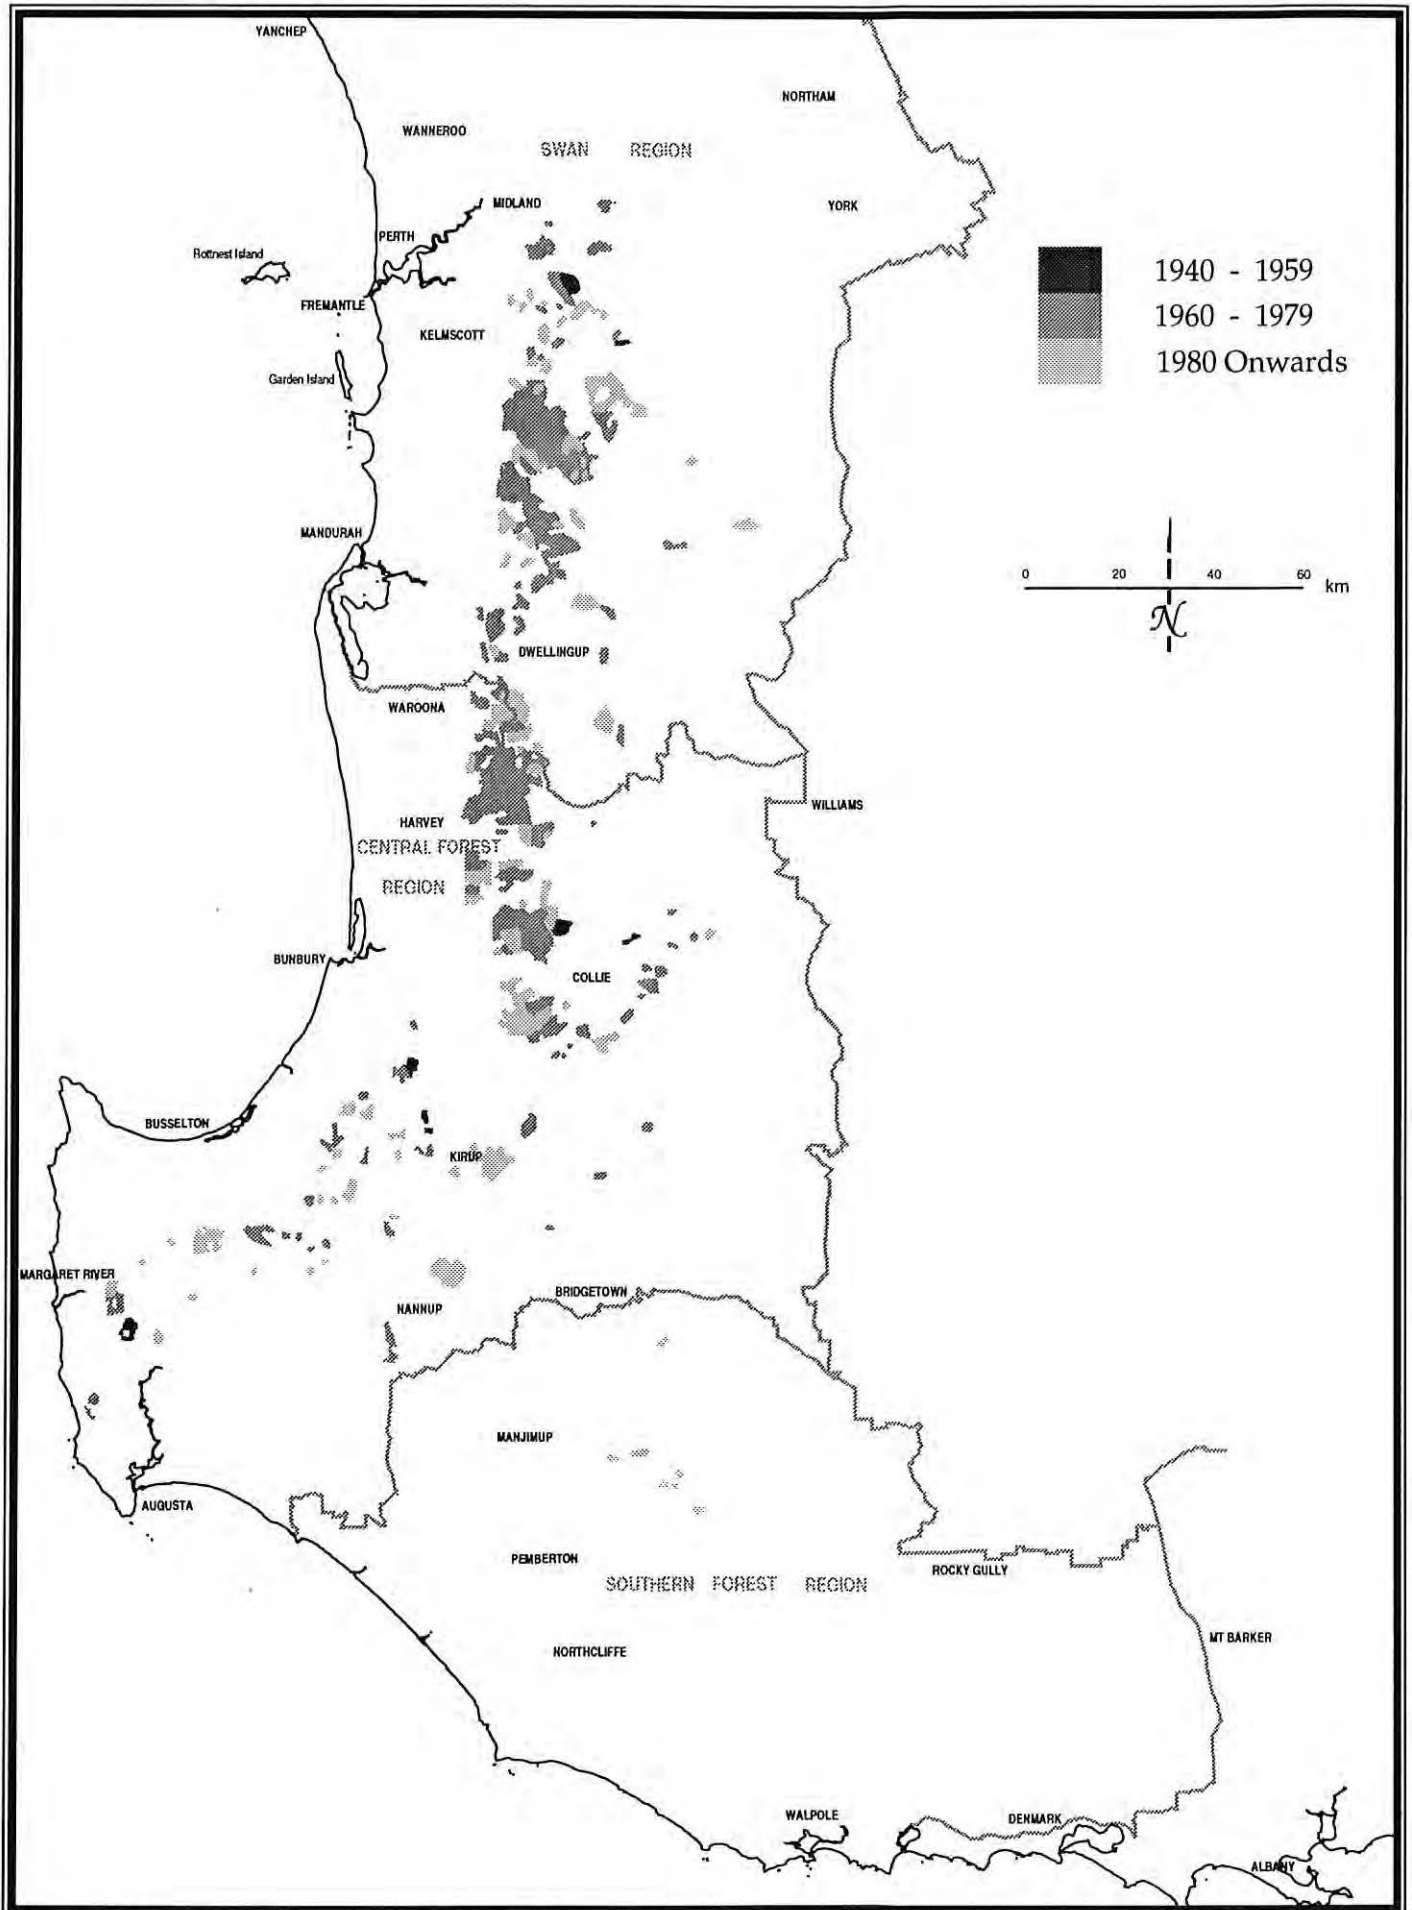 YANCHEP
NORTHAM
WANNEROO
SWAN REGION
MIDLAND
YORK
PERTH
Rottnest Island
1940 - 1959
FREMANTLE
1960 - 1979
KELMSCOTT
1980 Onwards
Garden Island
MANDURAH
0 20 40 60 km
N
DWELLINGUP
WAROONA
WILLIAMS
HARVEY
CENTRAL FOREST
REGION
BUNBURY
COLLIE
BUSSELTON
KIRUP
MARGARET RIVER
BRIDGETOWN
NANNUP
MANJIMUP
AUGUSTA
PEMBERTON
ROCKY GULLY
SOUTHERN FOREST REGION
MT BARKER
NORTHCLIFFE
WALPOLE
DENMARK
ALBANY